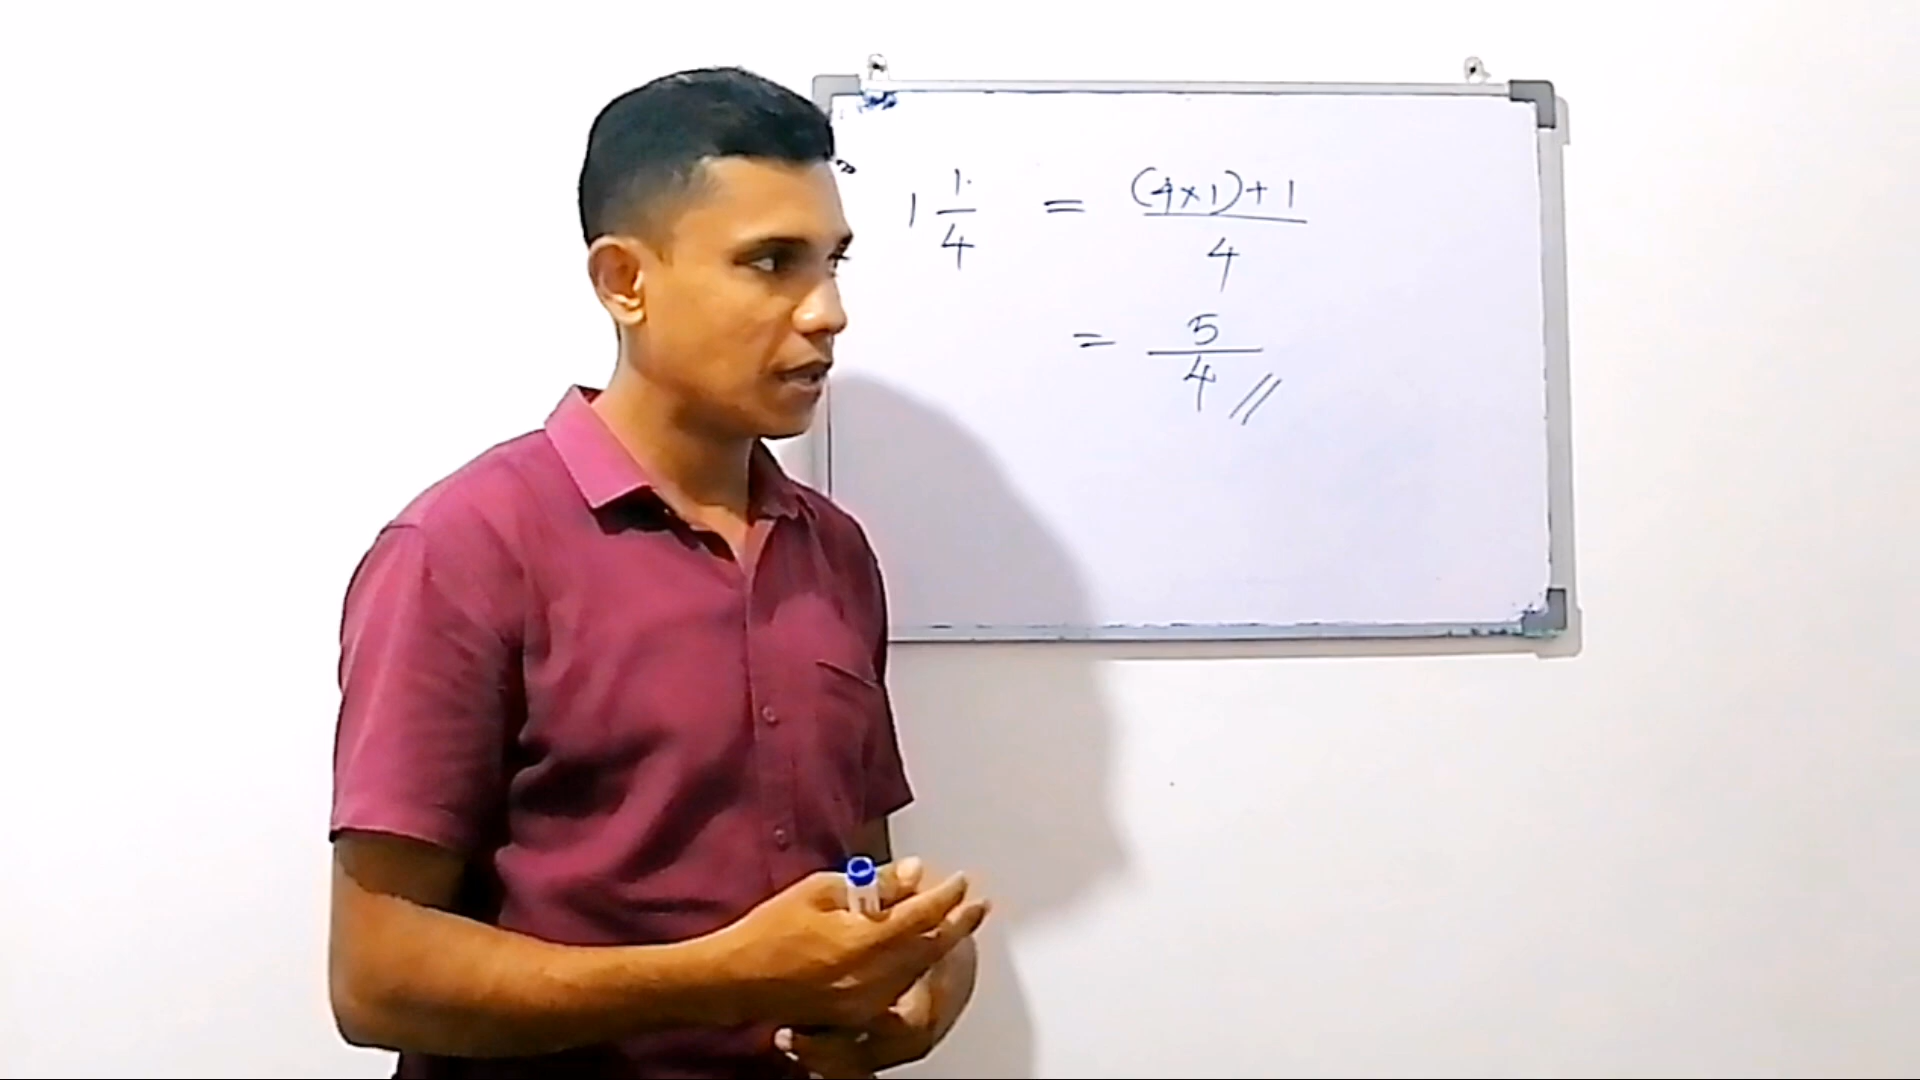 1 1/4 = (4×1)+1/4
= 5/4 //